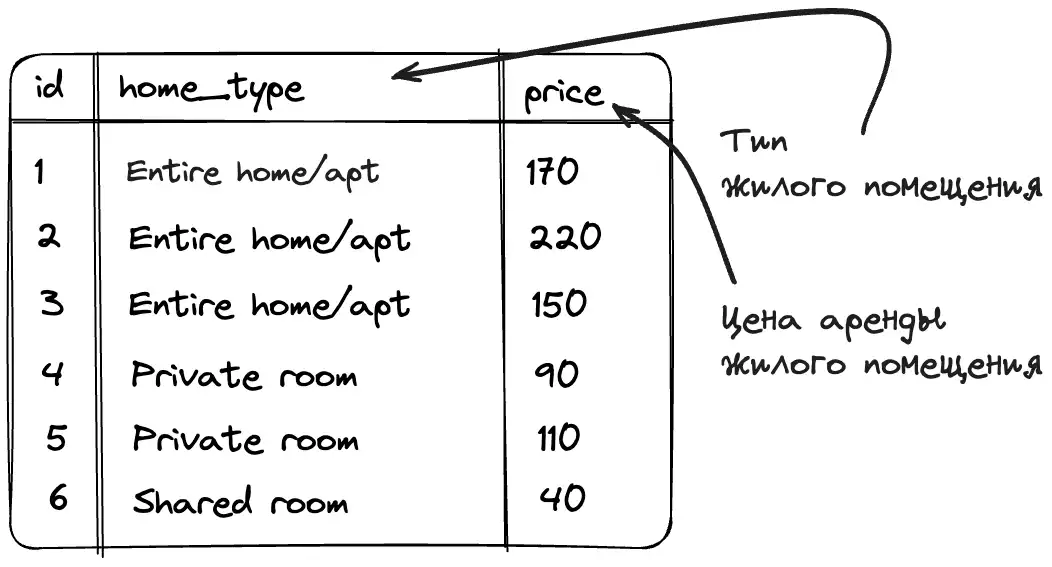 id home_type price
1 Entire home/apt 170
2 Entire home/apt 220
3 Entire home/apt 150
4 Private room 90
5 Private room 110
6 Shared room 40
Тип
жилого помещения
Цена аренды
жилого помещения